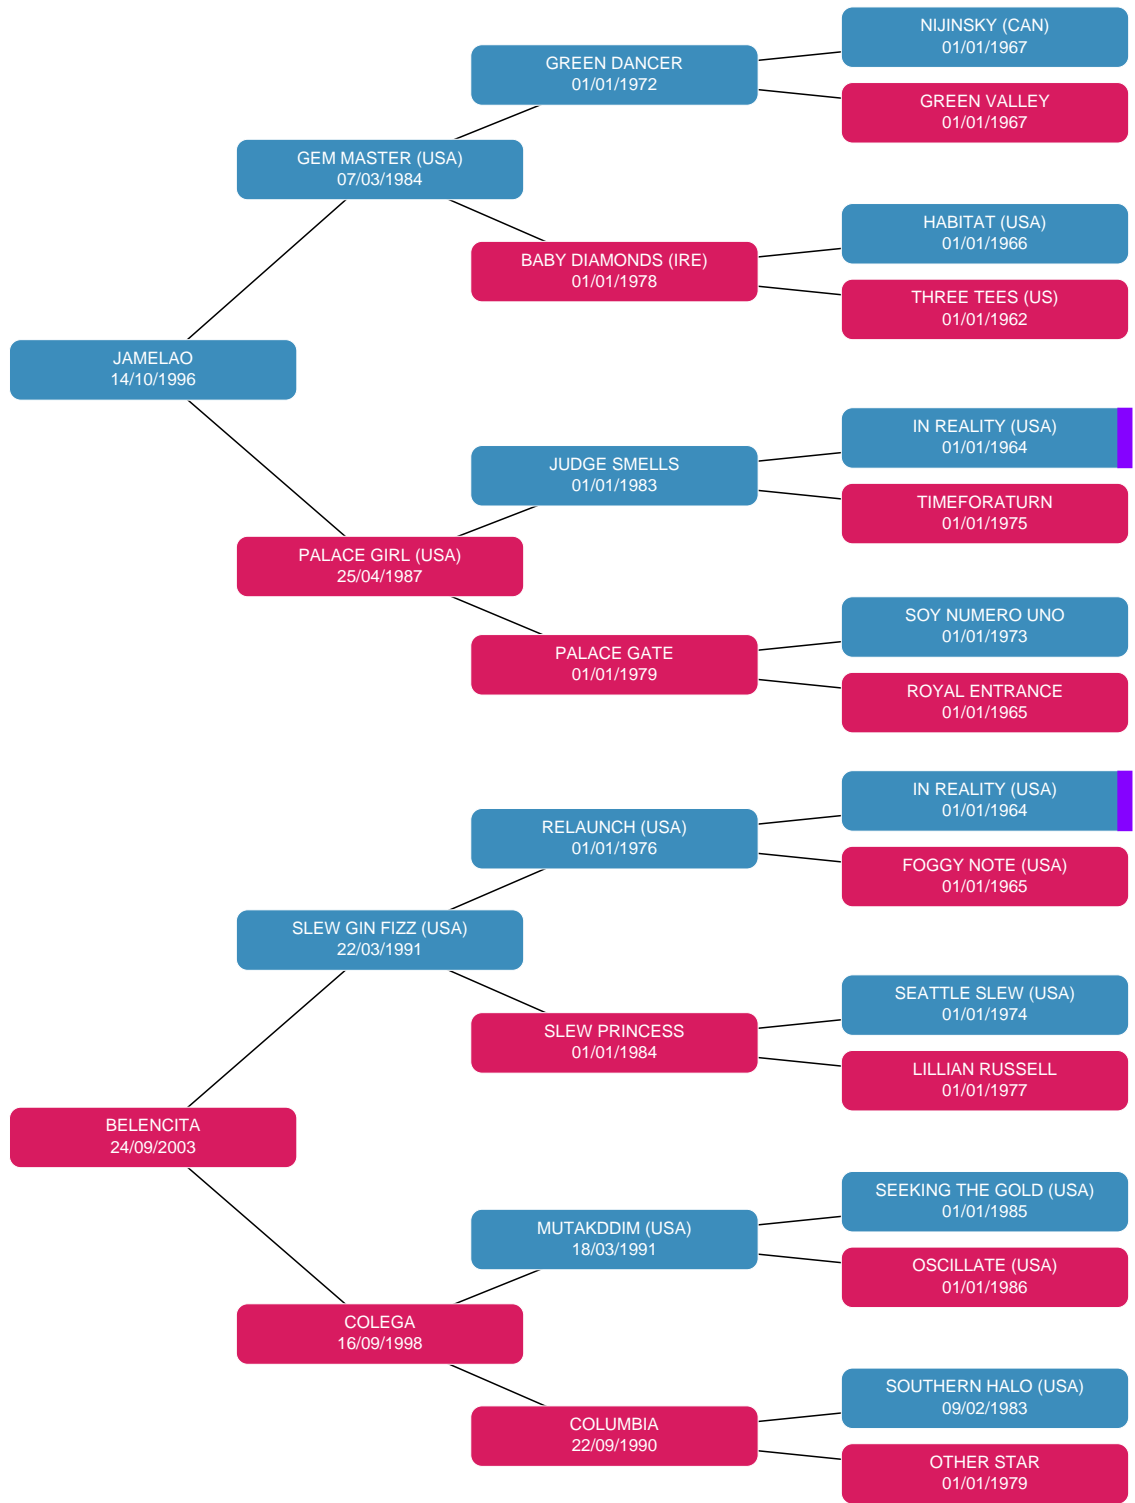 NIJINSKY (CAN)
01/01/1967
GREEN DANCER
01/01/1972
GREEN VALLEY
01/01/1967
GEM MASTER (USA)
07/03/1984
HABITAT (USA)
01/01/1966
BABY DIAMONDS (IRE)
01/01/1978
THREE TEES (US)
01/01/1962
JAMELAO
14/10/1996
IN REALITY (USA)
01/01/1964
JUDGE SMELLS
01/01/1983
TIMEFORATURN
01/01/1975
PALACE GIRL (USA)
25/04/1987
SOY NUMERO UNO
01/01/1973
PALACE GATE
01/01/1979
ROYAL ENTRANCE
01/01/1965
IN REALITY (USA)
01/01/1964
RELAUNCH (USA)
01/01/1976
FOGGY NOTE (USA)
01/01/1965
SLEW GIN FIZZ (USA)
22/03/1991
SEATTLE SLEW (USA)
01/01/1974
SLEW PRINCESS
01/01/1984
LILLIAN RUSSELL
01/01/1977
BELENCITA
24/09/2003
SEEKING THE GOLD (USA)
01/01/1985
MUTAKDDIM (USA)
18/03/1991
OSCILLATE (USA)
01/01/1986
COLEGA
16/09/1998
SOUTHERN HALO (USA)
09/02/1983
COLUMBIA
22/09/1990
OTHER STAR
01/01/1979